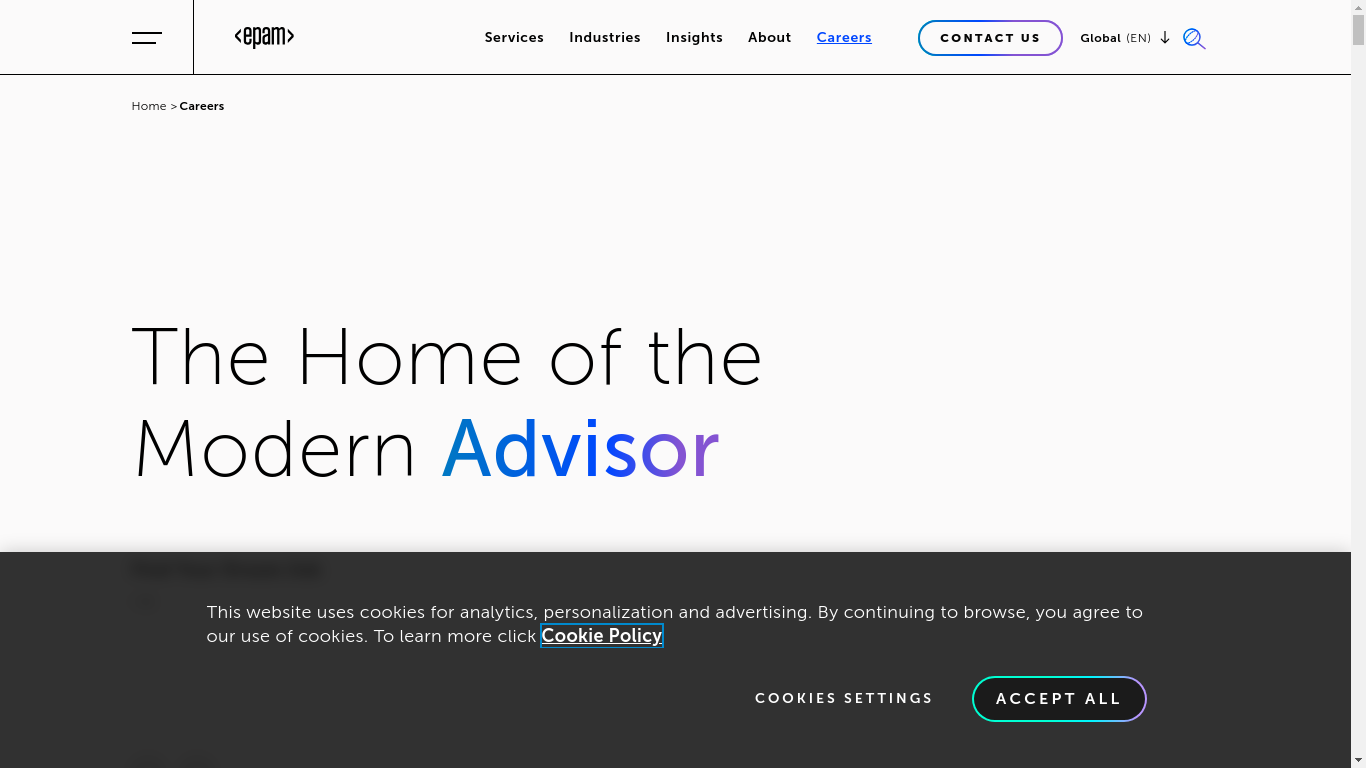 <epam>
Services
Industries
Insights
About
Careers
CONTACT US
Global (EN)
Home > Careers
The Home of the
Modern Advisor
This website uses cookies for analytics, personalization and advertising. By continuing to browse, you agree to
our use of cookies. To learn more click Cookie Policy
COOKIES SETTINGS
ACCEPT ALL